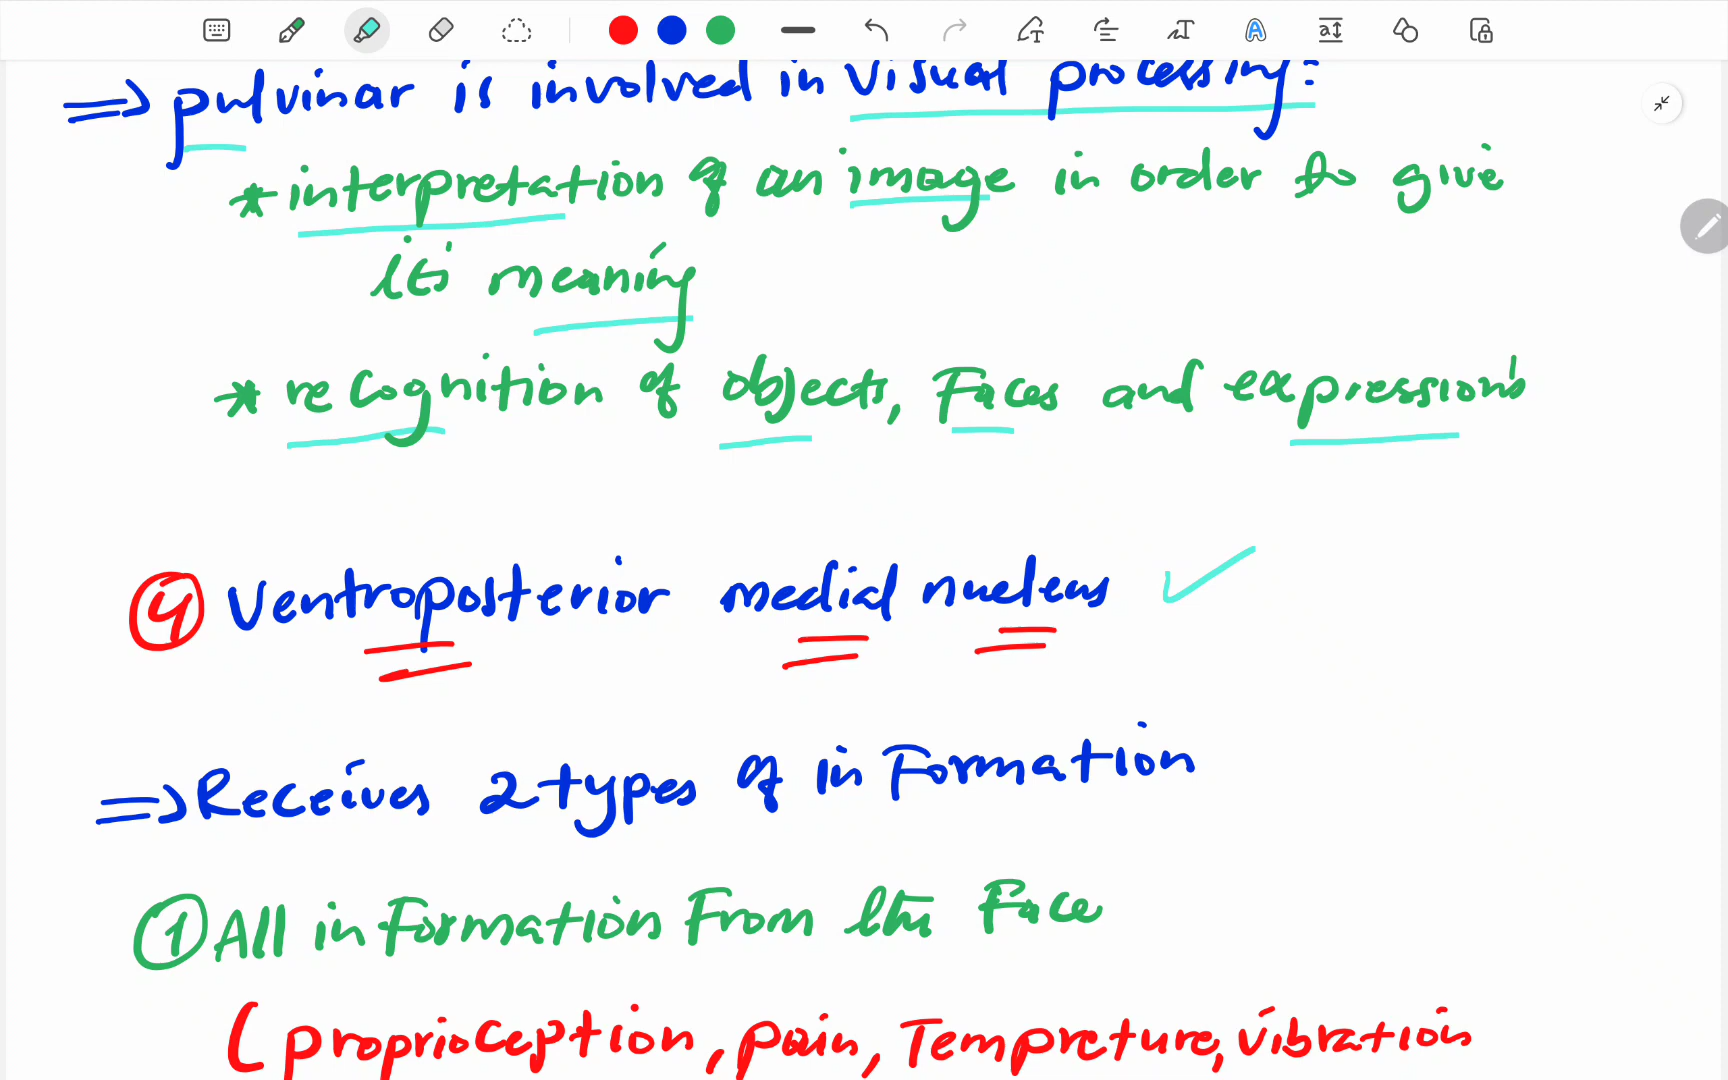 ⇒ pulvinar is involved in visual processing:
* interpretation of an image in order to give
its meaning
* recognition of objects, Faces and expressions
④ Ventroposterior medial nucleus ✓
⇒ Receives 2 types of inFormation
① All inFormation From the Face
( proprioception, pain, Tempreture, vibration